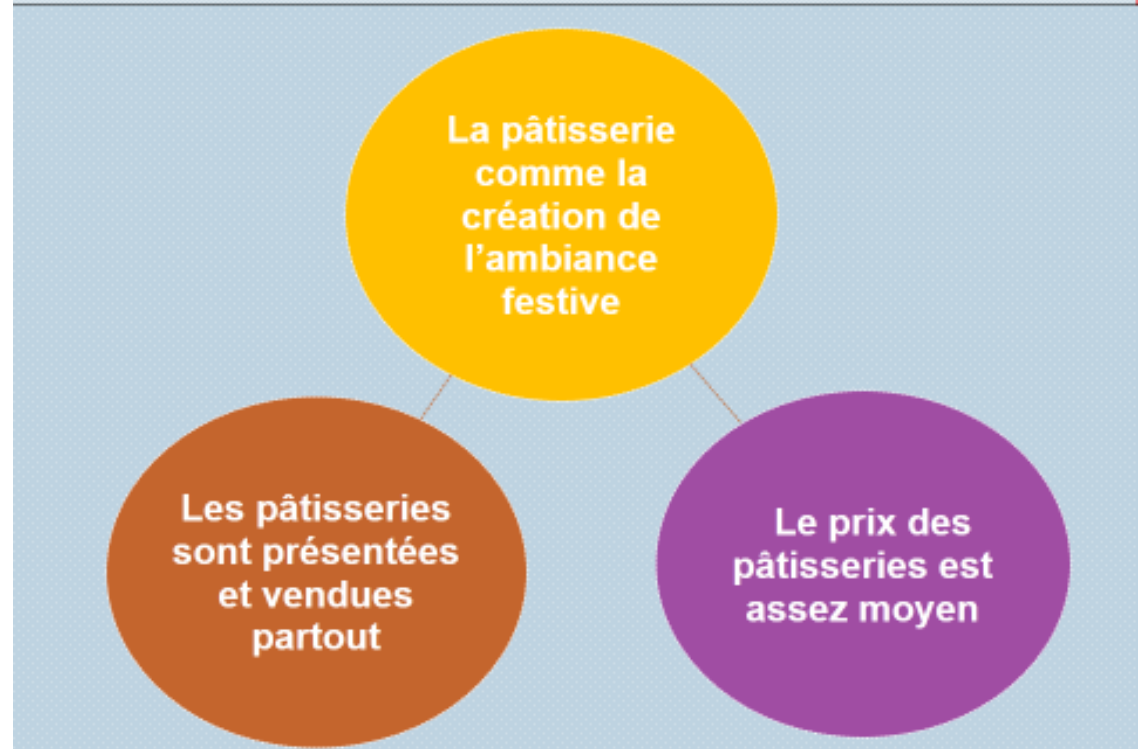 La pâtisserie
comme la
création de
l’ambiance
festive
Les pâtisseries
sont présentées
et vendues
partout
Le prix des
pâtisseries est
assez moyen